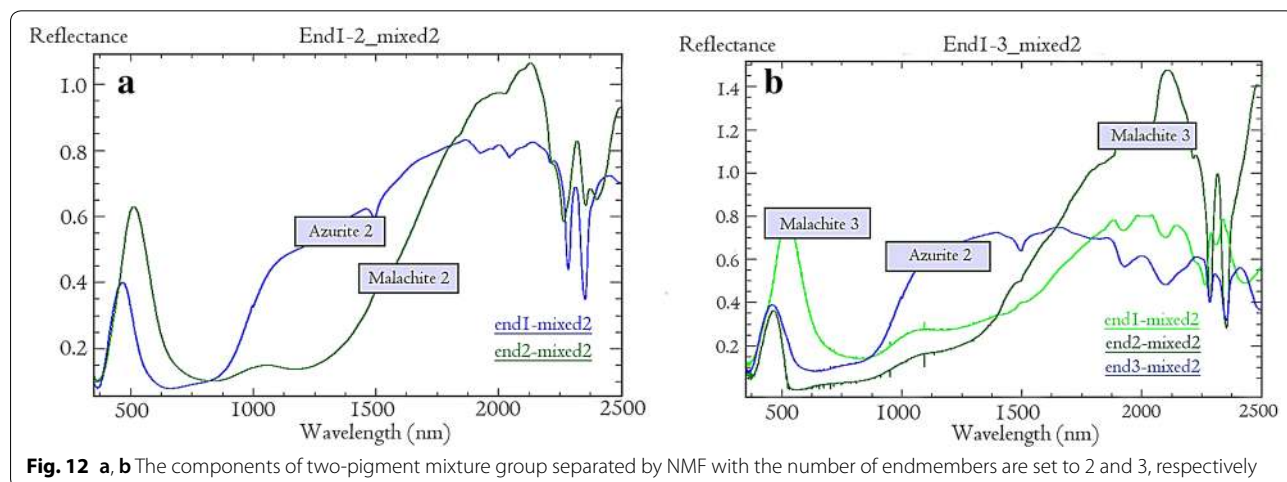 Reflectance
End1-2_mixed2
a
1.0
0.8
0.6
0.4
0.2
Azurite 2
Malachite 2
end1-mixed2
end2-mixed2
500
1000
1500
2000
2500
Wavelength (nm)
Reflectance
End1-3_mixed2
b
1.4
1.2
1.0
0.8
0.6
0.4
0.2
Malachite 3
Malachite 3
Azurite 2
end1-mixed2
end2-mixed2
end3-mixed2
500
1000
1500
2000
2500
Wavelength (nm)
Fig. 12 a, b The components of two-pigment mixture group separated by NMF with the number of endmembers are set to 2 and 3, respectively